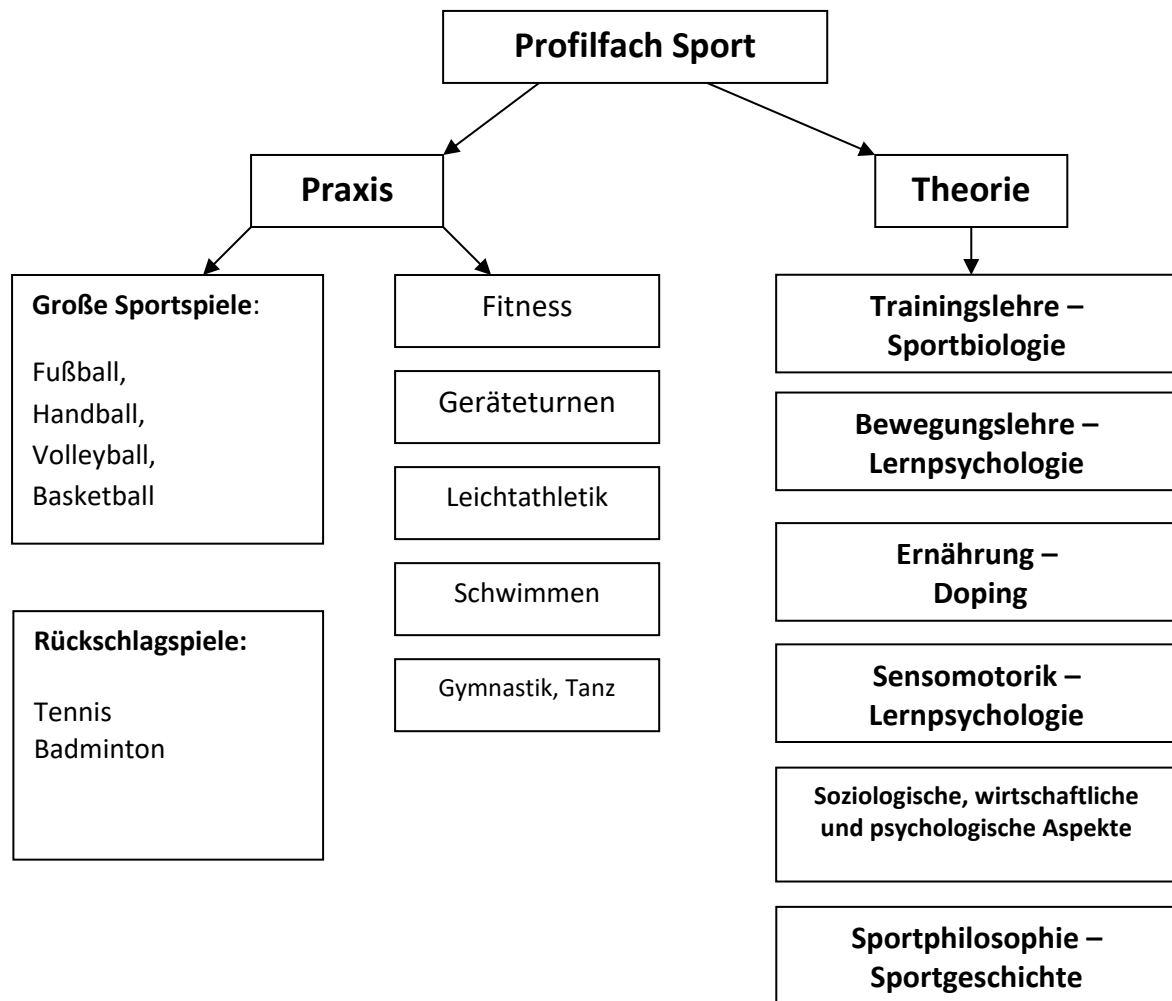 Profilfach Sport
Praxis
Theorie
Große Sportspiele:
Fußball,
Handball,
Volleyball,
Basketball
Rückschlagspiele:
Tennis
Badminton
Fitness
Geräteturnen
Leichtathletik
Schwimmen
Gymnastik, Tanz
Trainingslehre –
Sportbiologie
Bewegungslehre –
Lernpsychologie
Ernährung –
Doping
Sensomotorik –
Lernpsychologie
Soziologische, wirtschaftliche
und psychologische Aspekte
Sportphilosophie –
Sportgeschichte